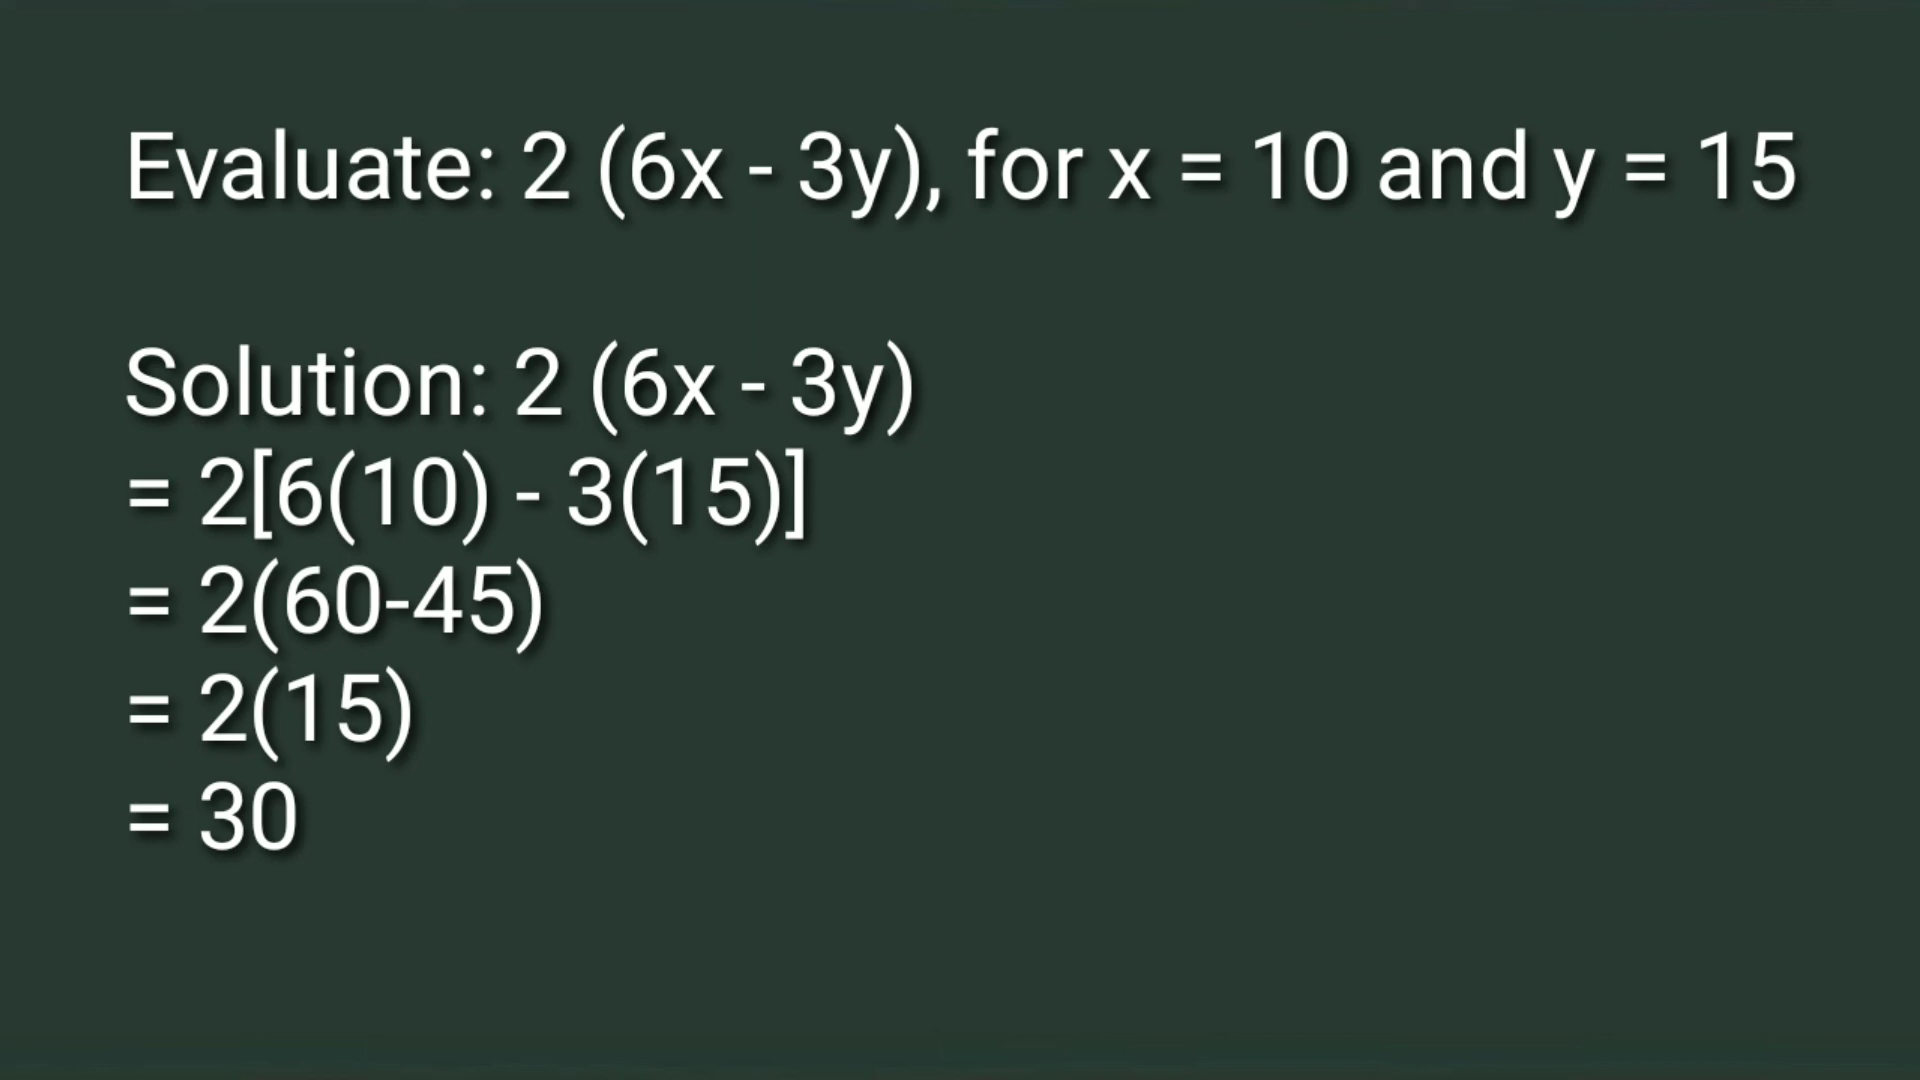 Evaluate: 2 (6x - 3y), for x = 10 and y = 15
Solution: 2 (6x - 3y)
= 2[6(10) - 3(15)]
= 2(60-45)
= 2(15)
= 30